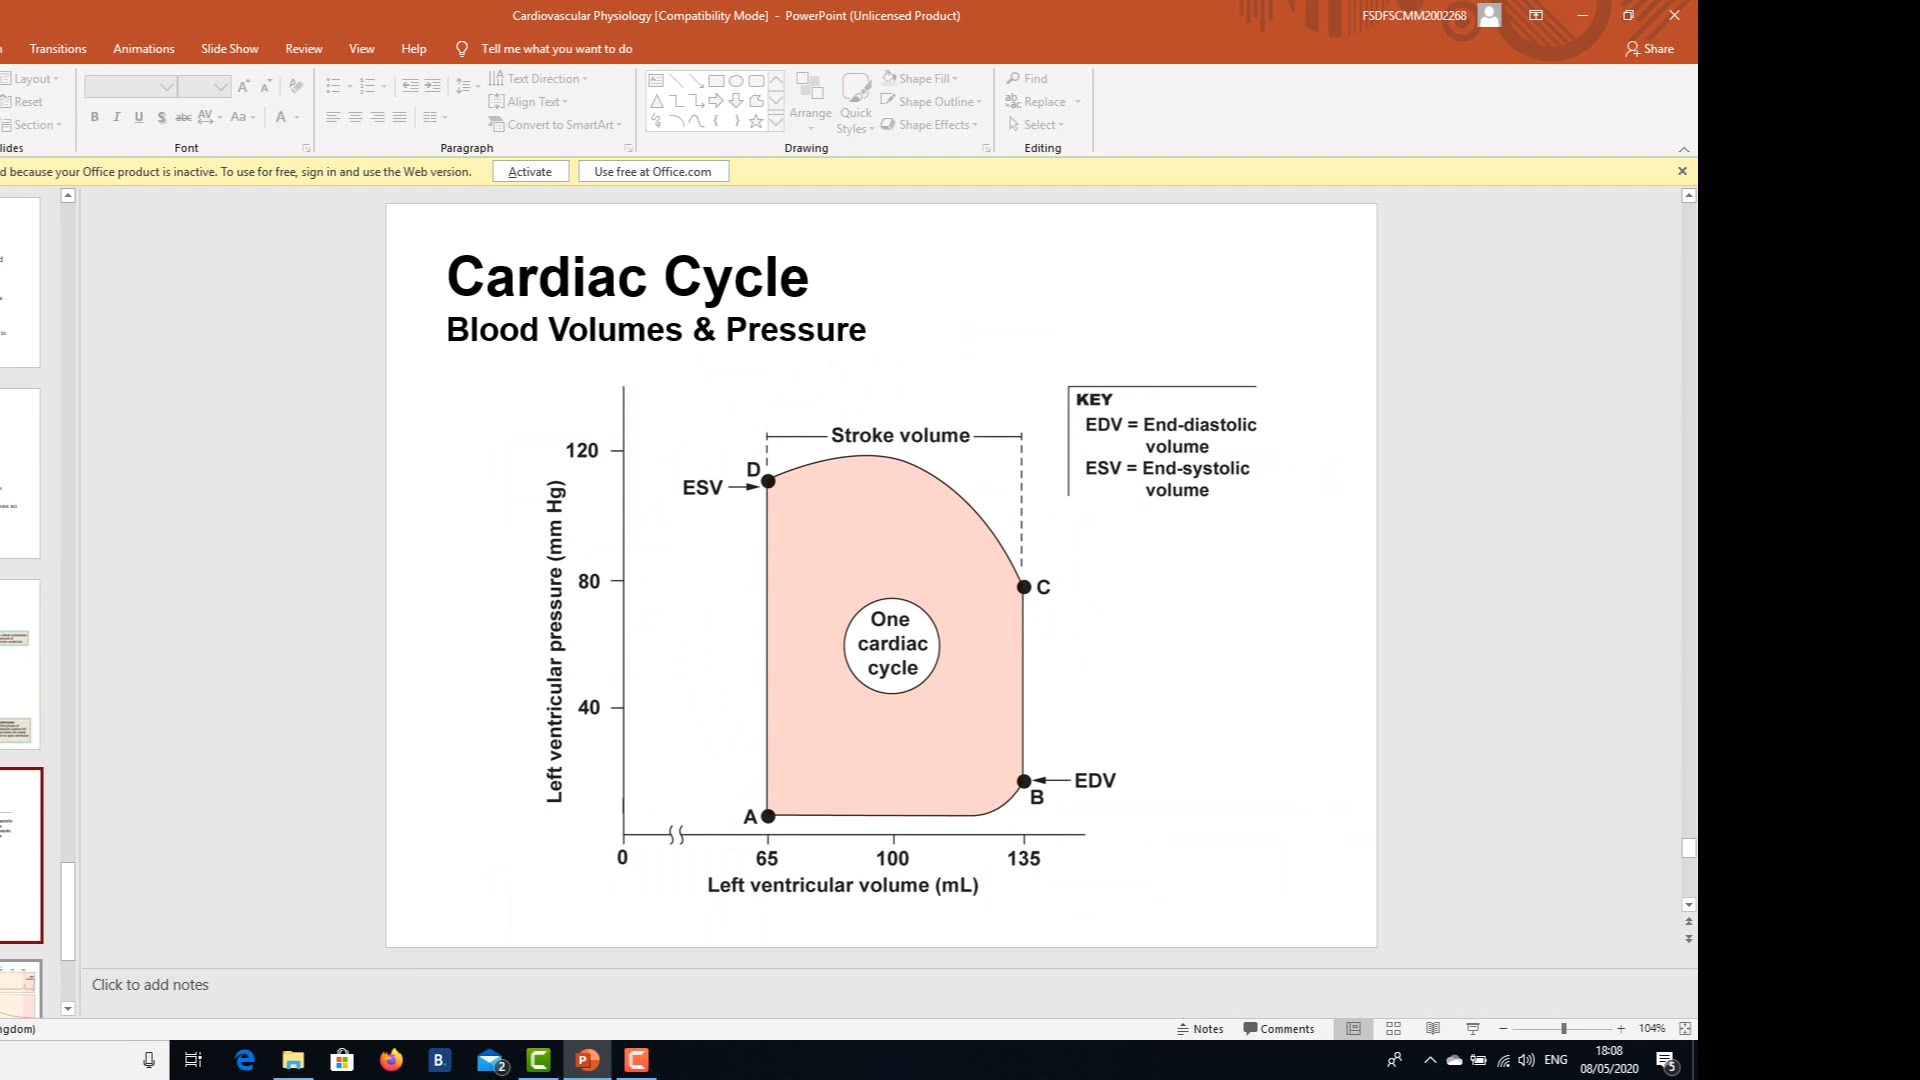 Cardiovascular Physiology [Compatibility Mode] - PowerPoint (Unlicensed Product)
FSDFSCMM2002268
Transitions Animations Slide Show Review View Help Tell me what you want to do
Share
Layout
Reset
Section
Text Direction
Align Text
Convert to SmartArt
Arrange
Quick
Styles
Shape Fill
Shape Outline
Shape Effects
Find
Replace
Select
Font
Paragraph
Drawing
Editing
because your Office product is inactive. To use for free, sign in and use the Web version.
Activate
Use free at Office.com
Cardiac Cycle
Blood Volumes & Pressure
KEY
EDV = End-diastolic
volume
ESV = End-systolic
volume
Stroke volume
120
80
40
Left ventricular pressure (mm Hg)
D
ESV
C
One
cardiac
cycle
EDV
B
A
0
65
100
135
Left ventricular volume (mL)
Click to add notes
Notes
Comments
104%
ENG
18:08
08/05/2020